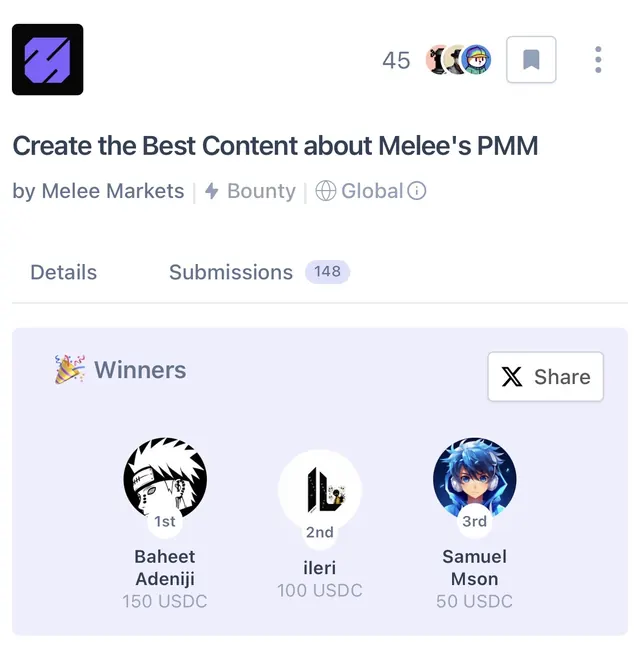 45
Create the Best Content about Melee's PMM
by Melee Markets | Bounty | Global
Details Submissions 148
Winners
Share
1st
2nd
3rd
Baheet
Adeniji
150 USDC
ileri
100 USDC
Samuel
Mson
50 USDC